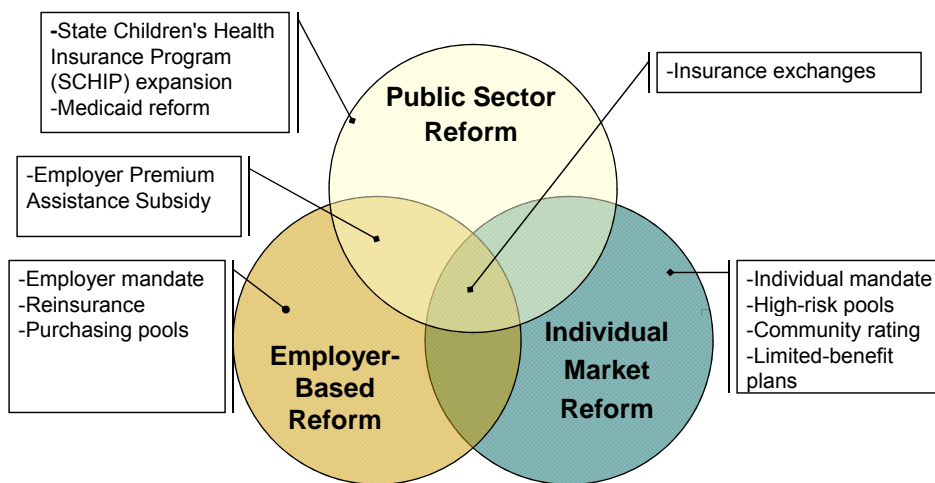 -State Children's Health
Insurance Program
(SCHIP) expansion
-Medicaid reform
-Insurance exchanges
Public Sector
Reform
-Employer Premium
Assistance Subsidy
-Employer mandate
-Reinsurance
-Purchasing pools
-Individual mandate
-High-risk pools
-Community rating
-Limited-benefit
plans
Employer-
Based
Reform
Individual
Market
Reform